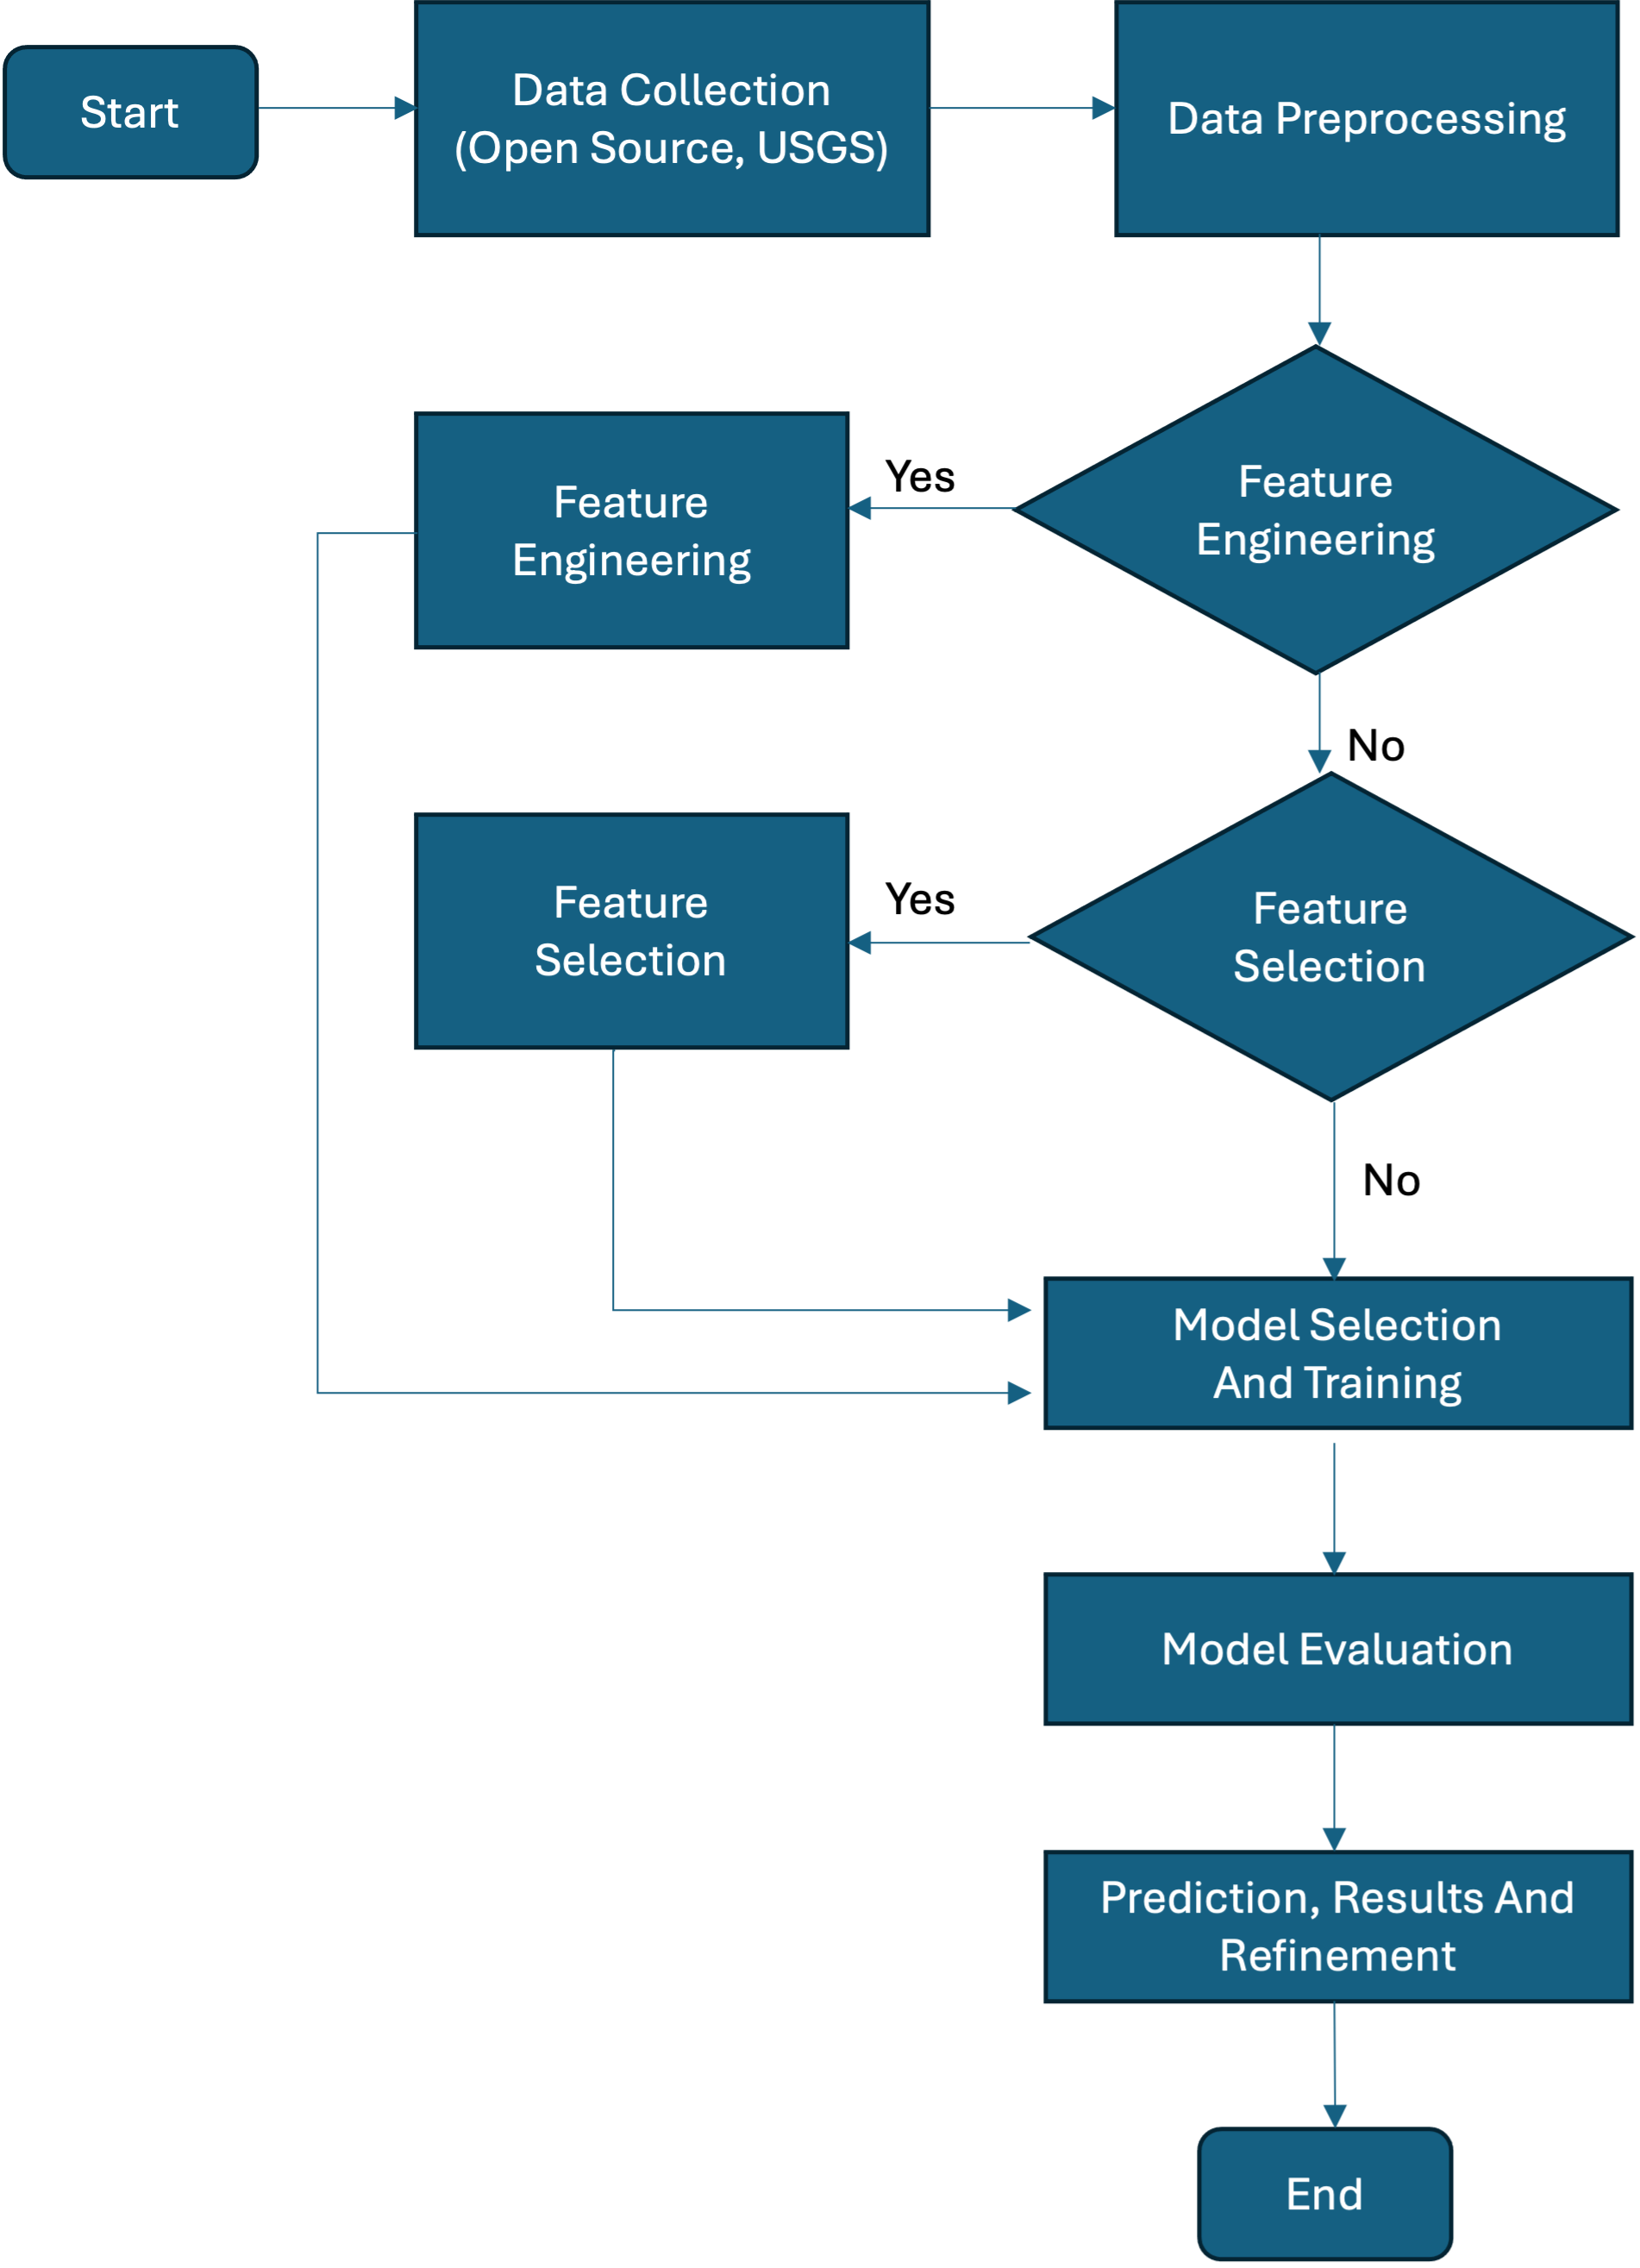 Start
Data Collection
(Open Source, USGS)
Data Preprocessing
Feature
Engineering
Yes
Feature
Engineering
No
Feature
Selection
Yes
Feature
Selection
No
Model Selection
And Training
Model Evaluation
Prediction, Results And
Refinement
End